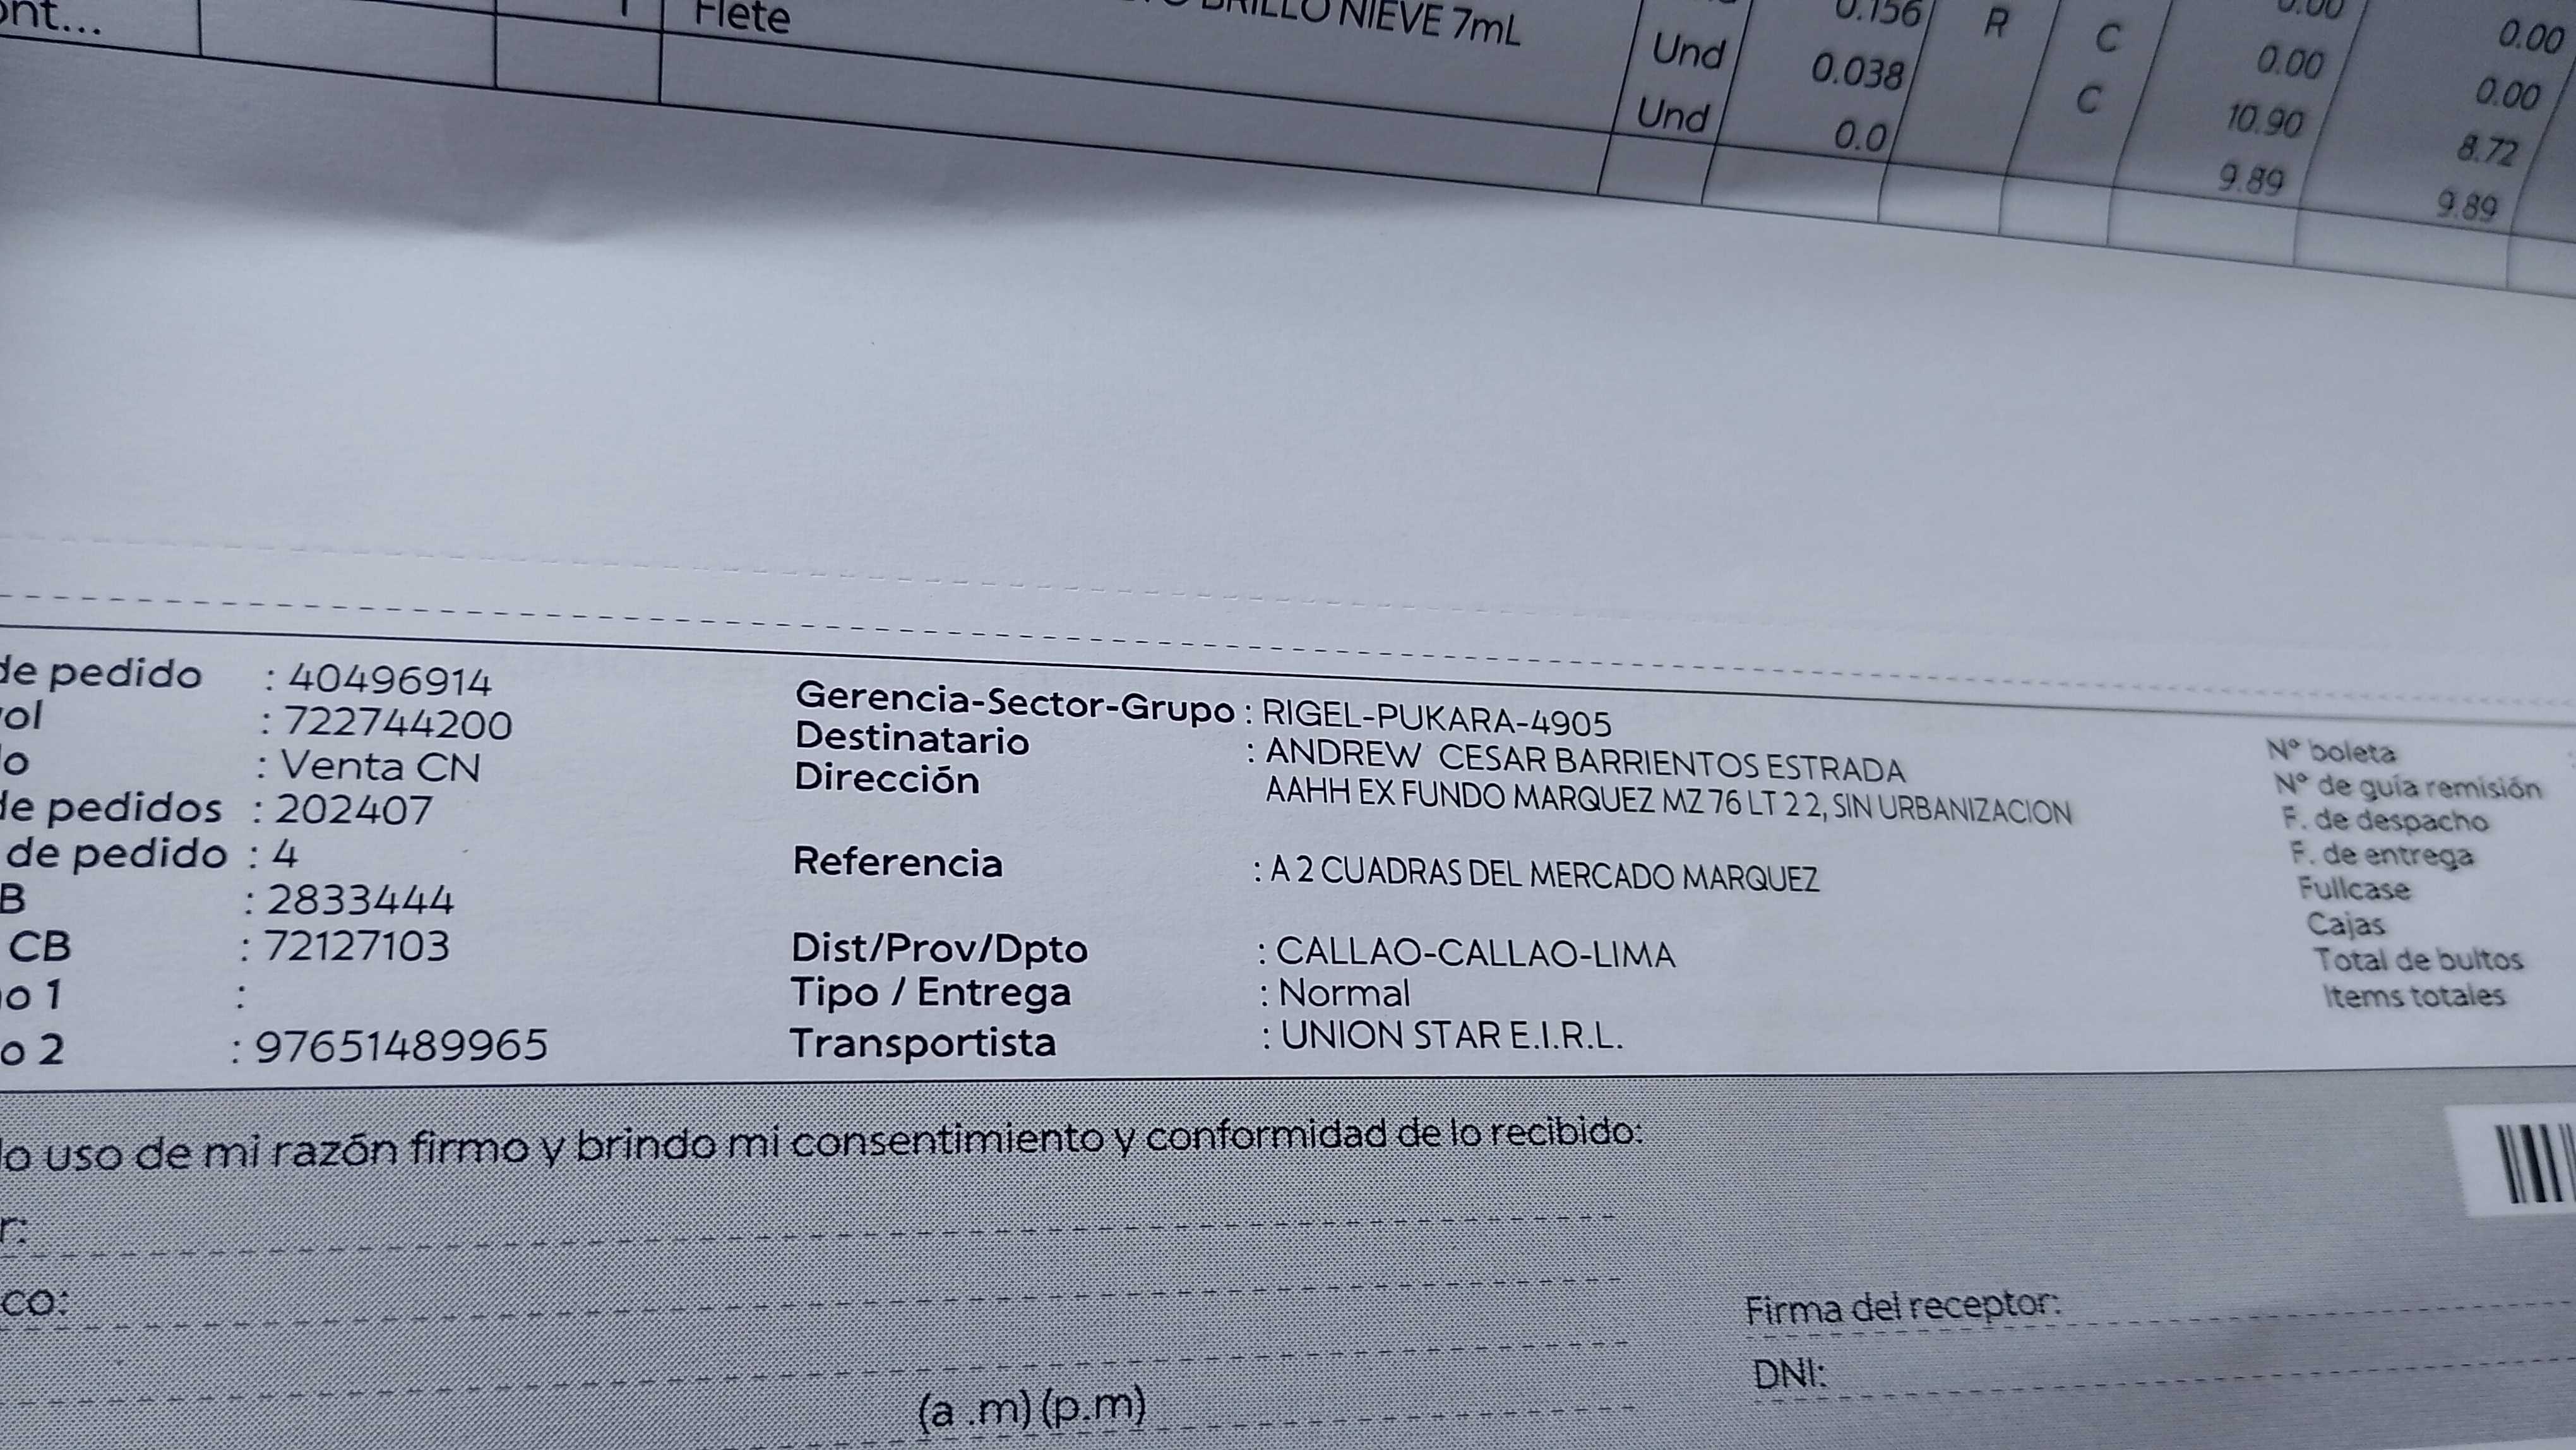 ont...
Flete
BRILLO NIEVE 7mL
Und
Und
0.156
0.038
0.0
R
C
C
0.00
0.00
10.90
9.89
0.00
0.00
8.72
9.89
de pedido : 40496914
ol : 722744200
o : Venta CN
de pedidos : 202407
de pedido : 4
B : 2833444
CB : 72127103
o 1 :
o 2 : 97651489965
Gerencia-Sector-Grupo : RIGEL-PUKARA-4905
Destinatario : ANDREW CESAR BARRIENTOS ESTRADA
Dirección AAHH EX FUNDO MARQUEZ MZ 76 LT 2 2, SIN URBANIZACION
Referencia : A 2 CUADRAS DEL MERCADO MARQUEZ
Dist/Prov/Dpto : CALLAO-CALLAO-LIMA
Tipo / Entrega : Normal
Transportista : UNION STAR E.I.R.L.
Nº boleta
Nº de guía remisión
F. de despacho
F. de entrega
Fullcase
Cajas
Total de bultos
Items totales
lo uso de mi razón firmo y brindo mi consentimiento y conformidad de lo recibido:
r:
co:
(a .m) (p.m)
Firma del receptor:
DNI: